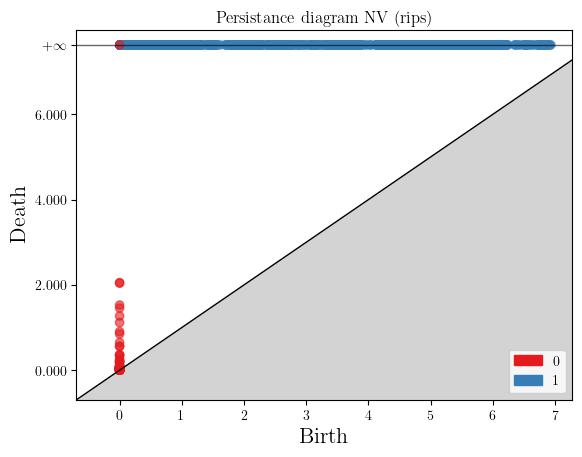 Persistance diagram NV (rips)
+∞
6.000
4.000
2.000
0.000
Death
0
1
0 1 2 3 4 5 6 7
Birth